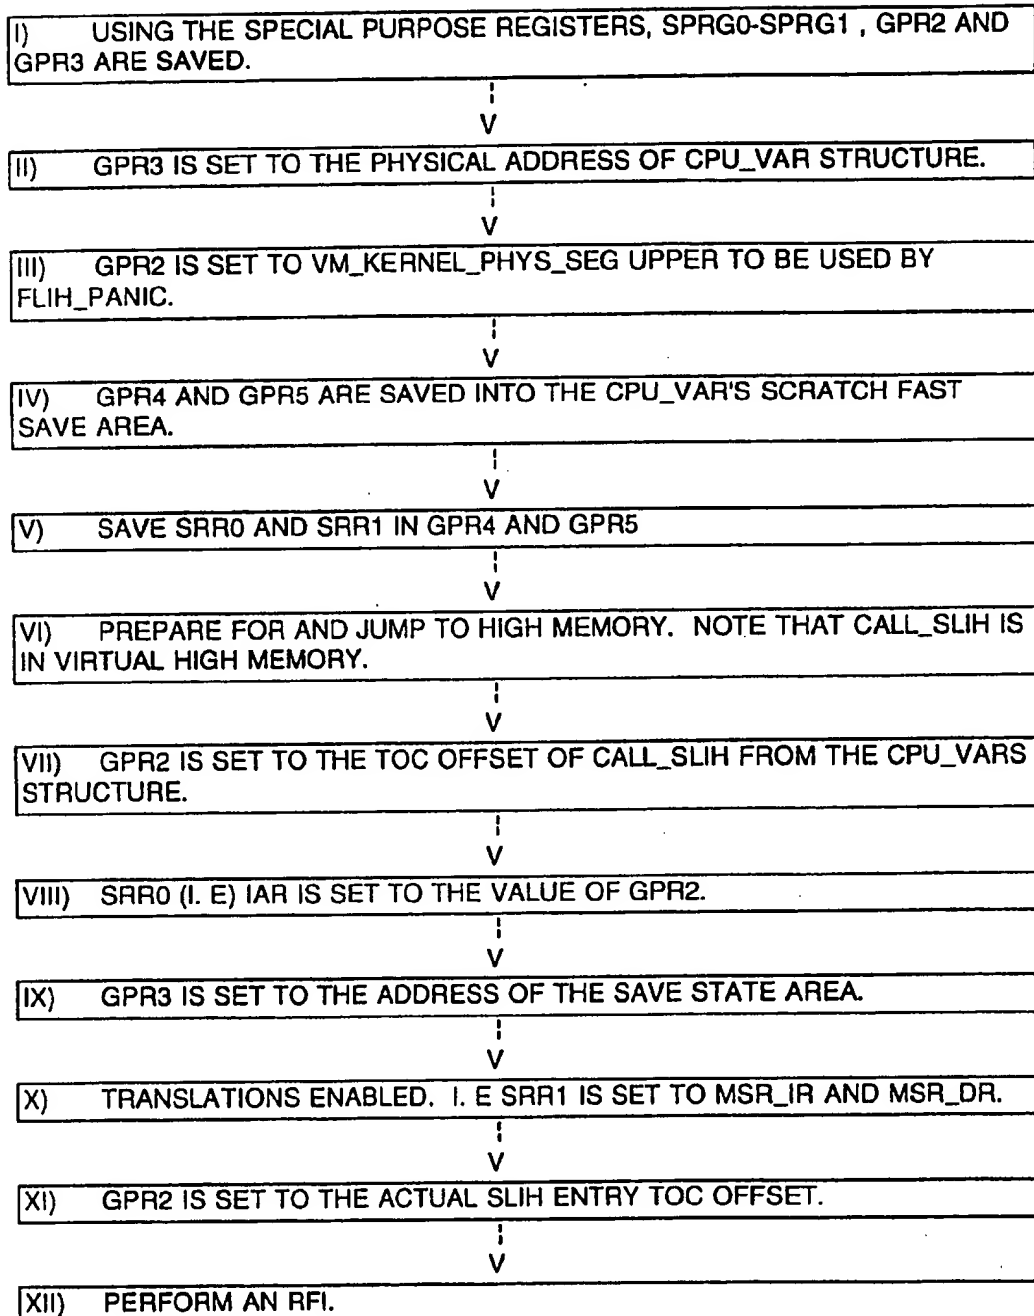 I) USING THE SPECIAL PURPOSE REGISTERS, SPRG0-SPRG1 , GPR2 AND
GPR3 ARE SAVED.
V
II) GPR3 IS SET TO THE PHYSICAL ADDRESS OF CPU_VAR STRUCTURE.
V
III) GPR2 IS SET TO VM_KERNEL_PHYS_SEG UPPER TO BE USED BY
FLIH_PANIC.
V
IV) GPR4 AND GPR5 ARE SAVED INTO THE CPU_VAR'S SCRATCH FAST
SAVE AREA.
V
V) SAVE SRR0 AND SRR1 IN GPR4 AND GPR5
V
VI) PREPARE FOR AND JUMP TO HIGH MEMORY. NOTE THAT CALL_SLIH IS
IN VIRTUAL HIGH MEMORY.
V
VII) GPR2 IS SET TO THE TOC OFFSET OF CALL_SLIH FROM THE CPU_VARS
STRUCTURE.
V
VIII) SRR0 (I. E) IAR IS SET TO THE VALUE OF GPR2.
V
IX) GPR3 IS SET TO THE ADDRESS OF THE SAVE STATE AREA.
V
X) TRANSLATIONS ENABLED. I. E SRR1 IS SET TO MSR_IR AND MSR_DR.
V
XI) GPR2 IS SET TO THE ACTUAL SLIH ENTRY TOC OFFSET.
V
XII) PERFORM AN RFI.